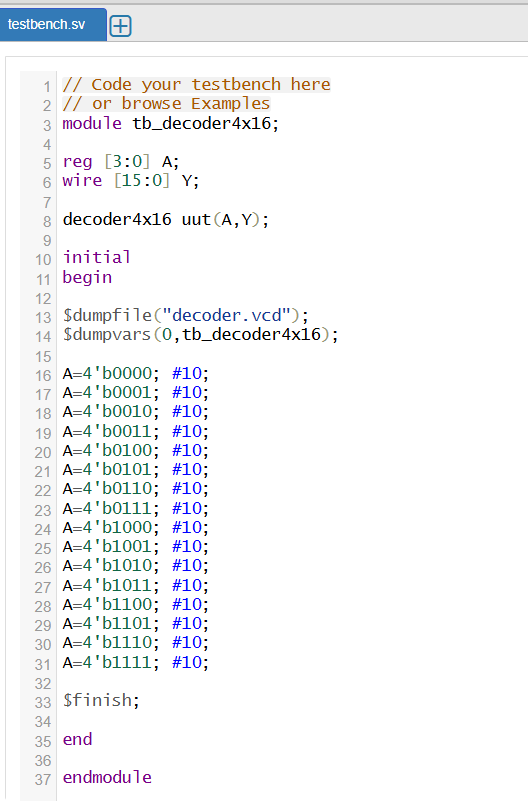 testbench.sv
1 // Code your testbench here
2 // or browse Examples
3 module tb_decoder4x16;
4
5 reg [3:0] A;
6 wire [15:0] Y;
7
8 decoder4x16 uut(A,Y);
9
10 initial
11 begin
12
13 $dumpfile("decoder.vcd");
14 $dumpvars(0,tb_decoder4x16);
15
16 A=4'b0000; #10;
17 A=4'b0001; #10;
18 A=4'b0010; #10;
19 A=4'b0011; #10;
20 A=4'b0100; #10;
21 A=4'b0101; #10;
22 A=4'b0110; #10;
23 A=4'b0111; #10;
24 A=4'b1000; #10;
25 A=4'b1001; #10;
26 A=4'b1010; #10;
27 A=4'b1011; #10;
28 A=4'b1100; #10;
29 A=4'b1101; #10;
30 A=4'b1110; #10;
31 A=4'b1111; #10;
32
33 $finish;
34
35 end
36
37 endmodule